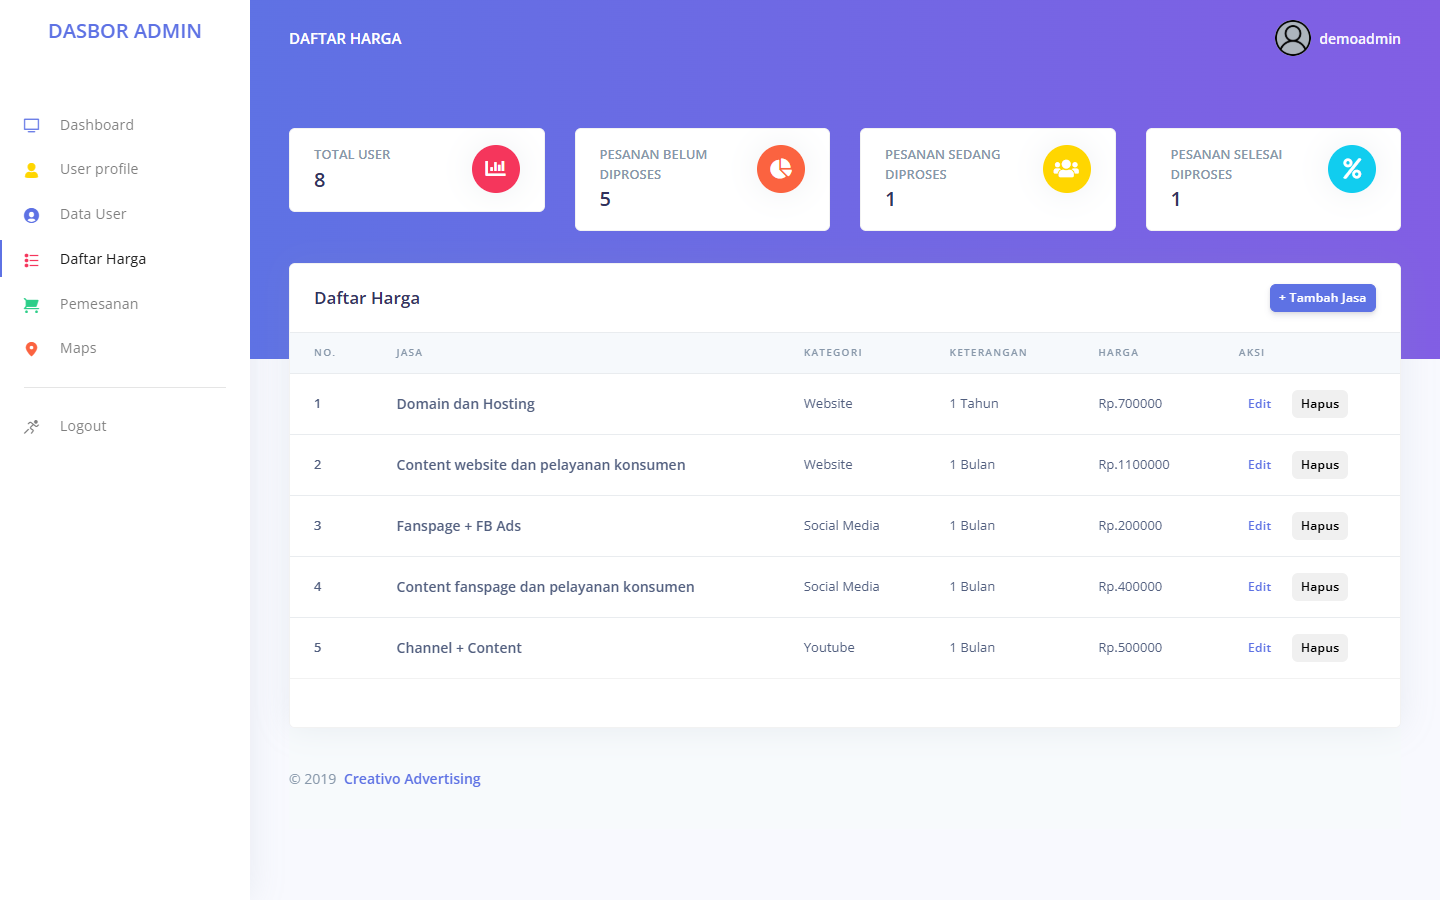 DASBOR ADMIN
Dashboard
User profile
Data User
Daftar Harga
Pemesanan
Maps
Logout
DAFTAR HARGA
demoadmin
TOTAL USER
8
PESANAN BELUM
DIPROSES
5
PESANAN SEDANG
DIPROSES
1
PESANAN SELESAI
DIPROSES
1
Daftar Harga
+ Tambah Jasa
NO. JASA KATEGORI KETERANGAN HARGA AKSI
1 Domain dan Hosting Website 1 Tahun Rp.700000 Edit Hapus
2 Content website dan pelayanan konsumen Website 1 Bulan Rp.1100000 Edit Hapus
3 Fanspage + FB Ads Social Media 1 Bulan Rp.200000 Edit Hapus
4 Content fanspage dan pelayanan konsumen Social Media 1 Bulan Rp.400000 Edit Hapus
5 Channel + Content Youtube 1 Bulan Rp.500000 Edit Hapus
© 2019 Creativo Advertising